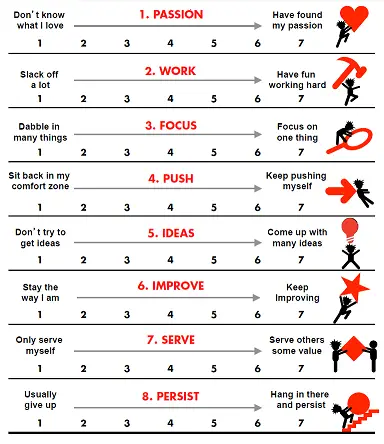 Don't know what I love
1. PASSION
Have found my passion
1 2 3 4 5 6 7
Slack off a lot
2. WORK
Have fun working hard
1 2 3 4 5 6 7
Dabble in many things
3. FOCUS
Focus on one thing
1 2 3 4 5 6 7
Sit back in my comfort zone
4. PUSH
Keep pushing myself
1 2 3 4 5 6 7
Don't try to get ideas
5. IDEAS
Come up with many ideas
1 2 3 4 5 6 7
Stay the way I am
6. IMPROVE
Keep Improving
1 2 3 4 5 6 7
Only serve myself
7. SERVE
Serve others some value
1 2 3 4 5 6 7
Usually give up
8. PERSIST
Hang in there and persist
1 2 3 4 5 6 7